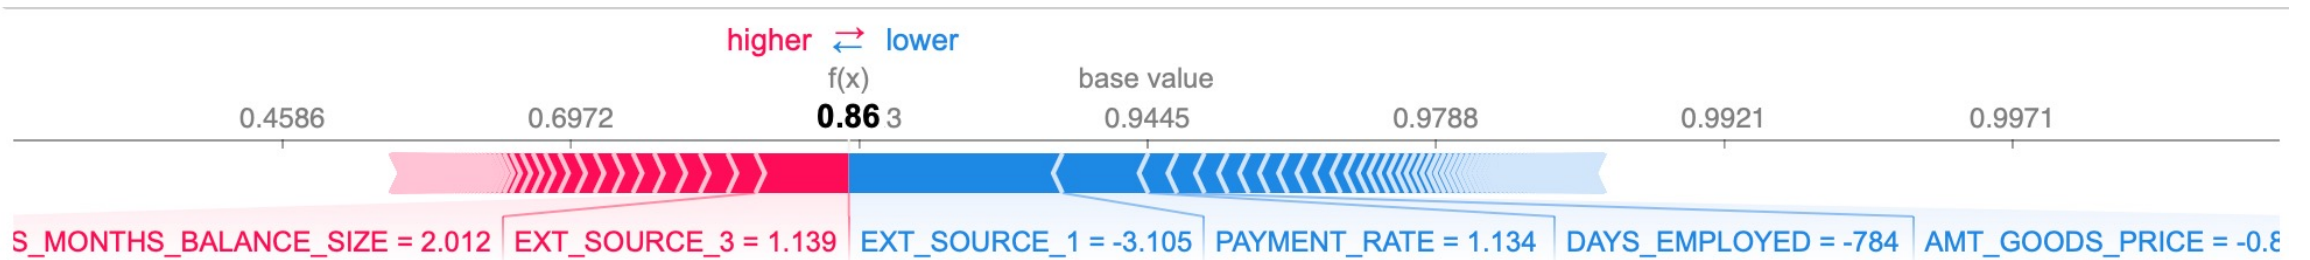 higher ⇄ lower
f(x) base value
0.4586 0.6972 0.86 3 0.9445 0.9788 0.9921 0.9971
S_MONTHS_BALANCE_SIZE = 2.012 EXT_SOURCE_3 = 1.139 EXT_SOURCE_1 = -3.105 PAYMENT_RATE = 1.134 DAYS_EMPLOYED = -784 AMT_GOODS_PRICE = -0.8